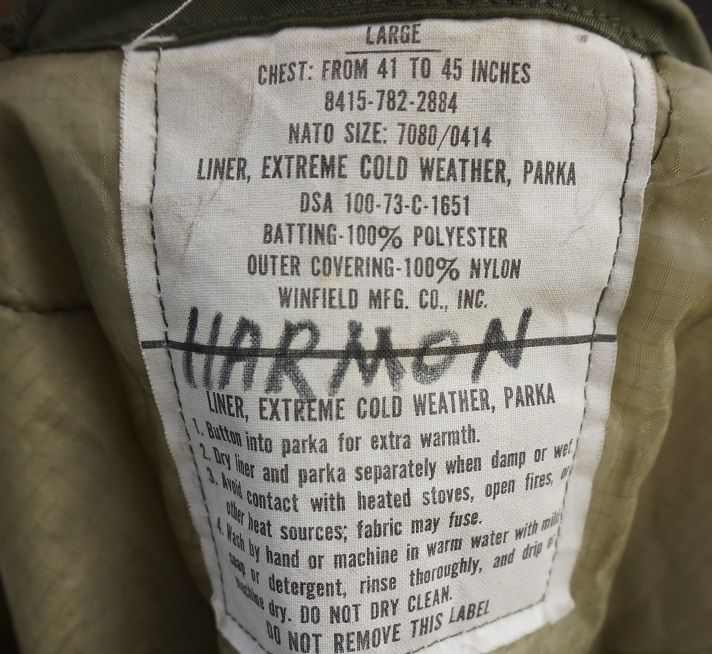 LARGE
CHEST: FROM 41 TO 45 INCHES
8415-782-2884
NATO SIZE: 7080/0414
LINER, EXTREME COLD WEATHER, PARKA
DSA 100-73-C-1651
BATTING-100% POLYESTER
OUTER COVERING-100% NYLON
WINFIELD MFG. CO., INC.
HARMON
LINER, EXTREME COLD WEATHER, PARKA
1. Button into parka for extra warmth.
2. Dry liner and parka separately when damp or wet.
3. Avoid contact with heated stoves, open fires, or
other heat sources; fabric may fuse.
4. Wash by hand or machine in warm water with mild
soap or detergent, rinse thoroughly, and drip or
machine dry. DO NOT DRY CLEAN.
DO NOT REMOVE THIS LABEL